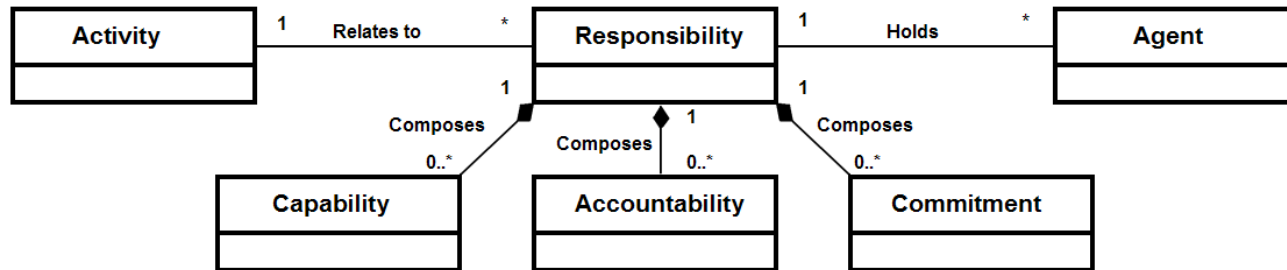 Activity
1
Relates to
*
Responsibility
1
Holds
*
Agent
1
1
1
Composes
Composes
Composes
0..*
0..*
0..*
Capability
Accountability
Commitment